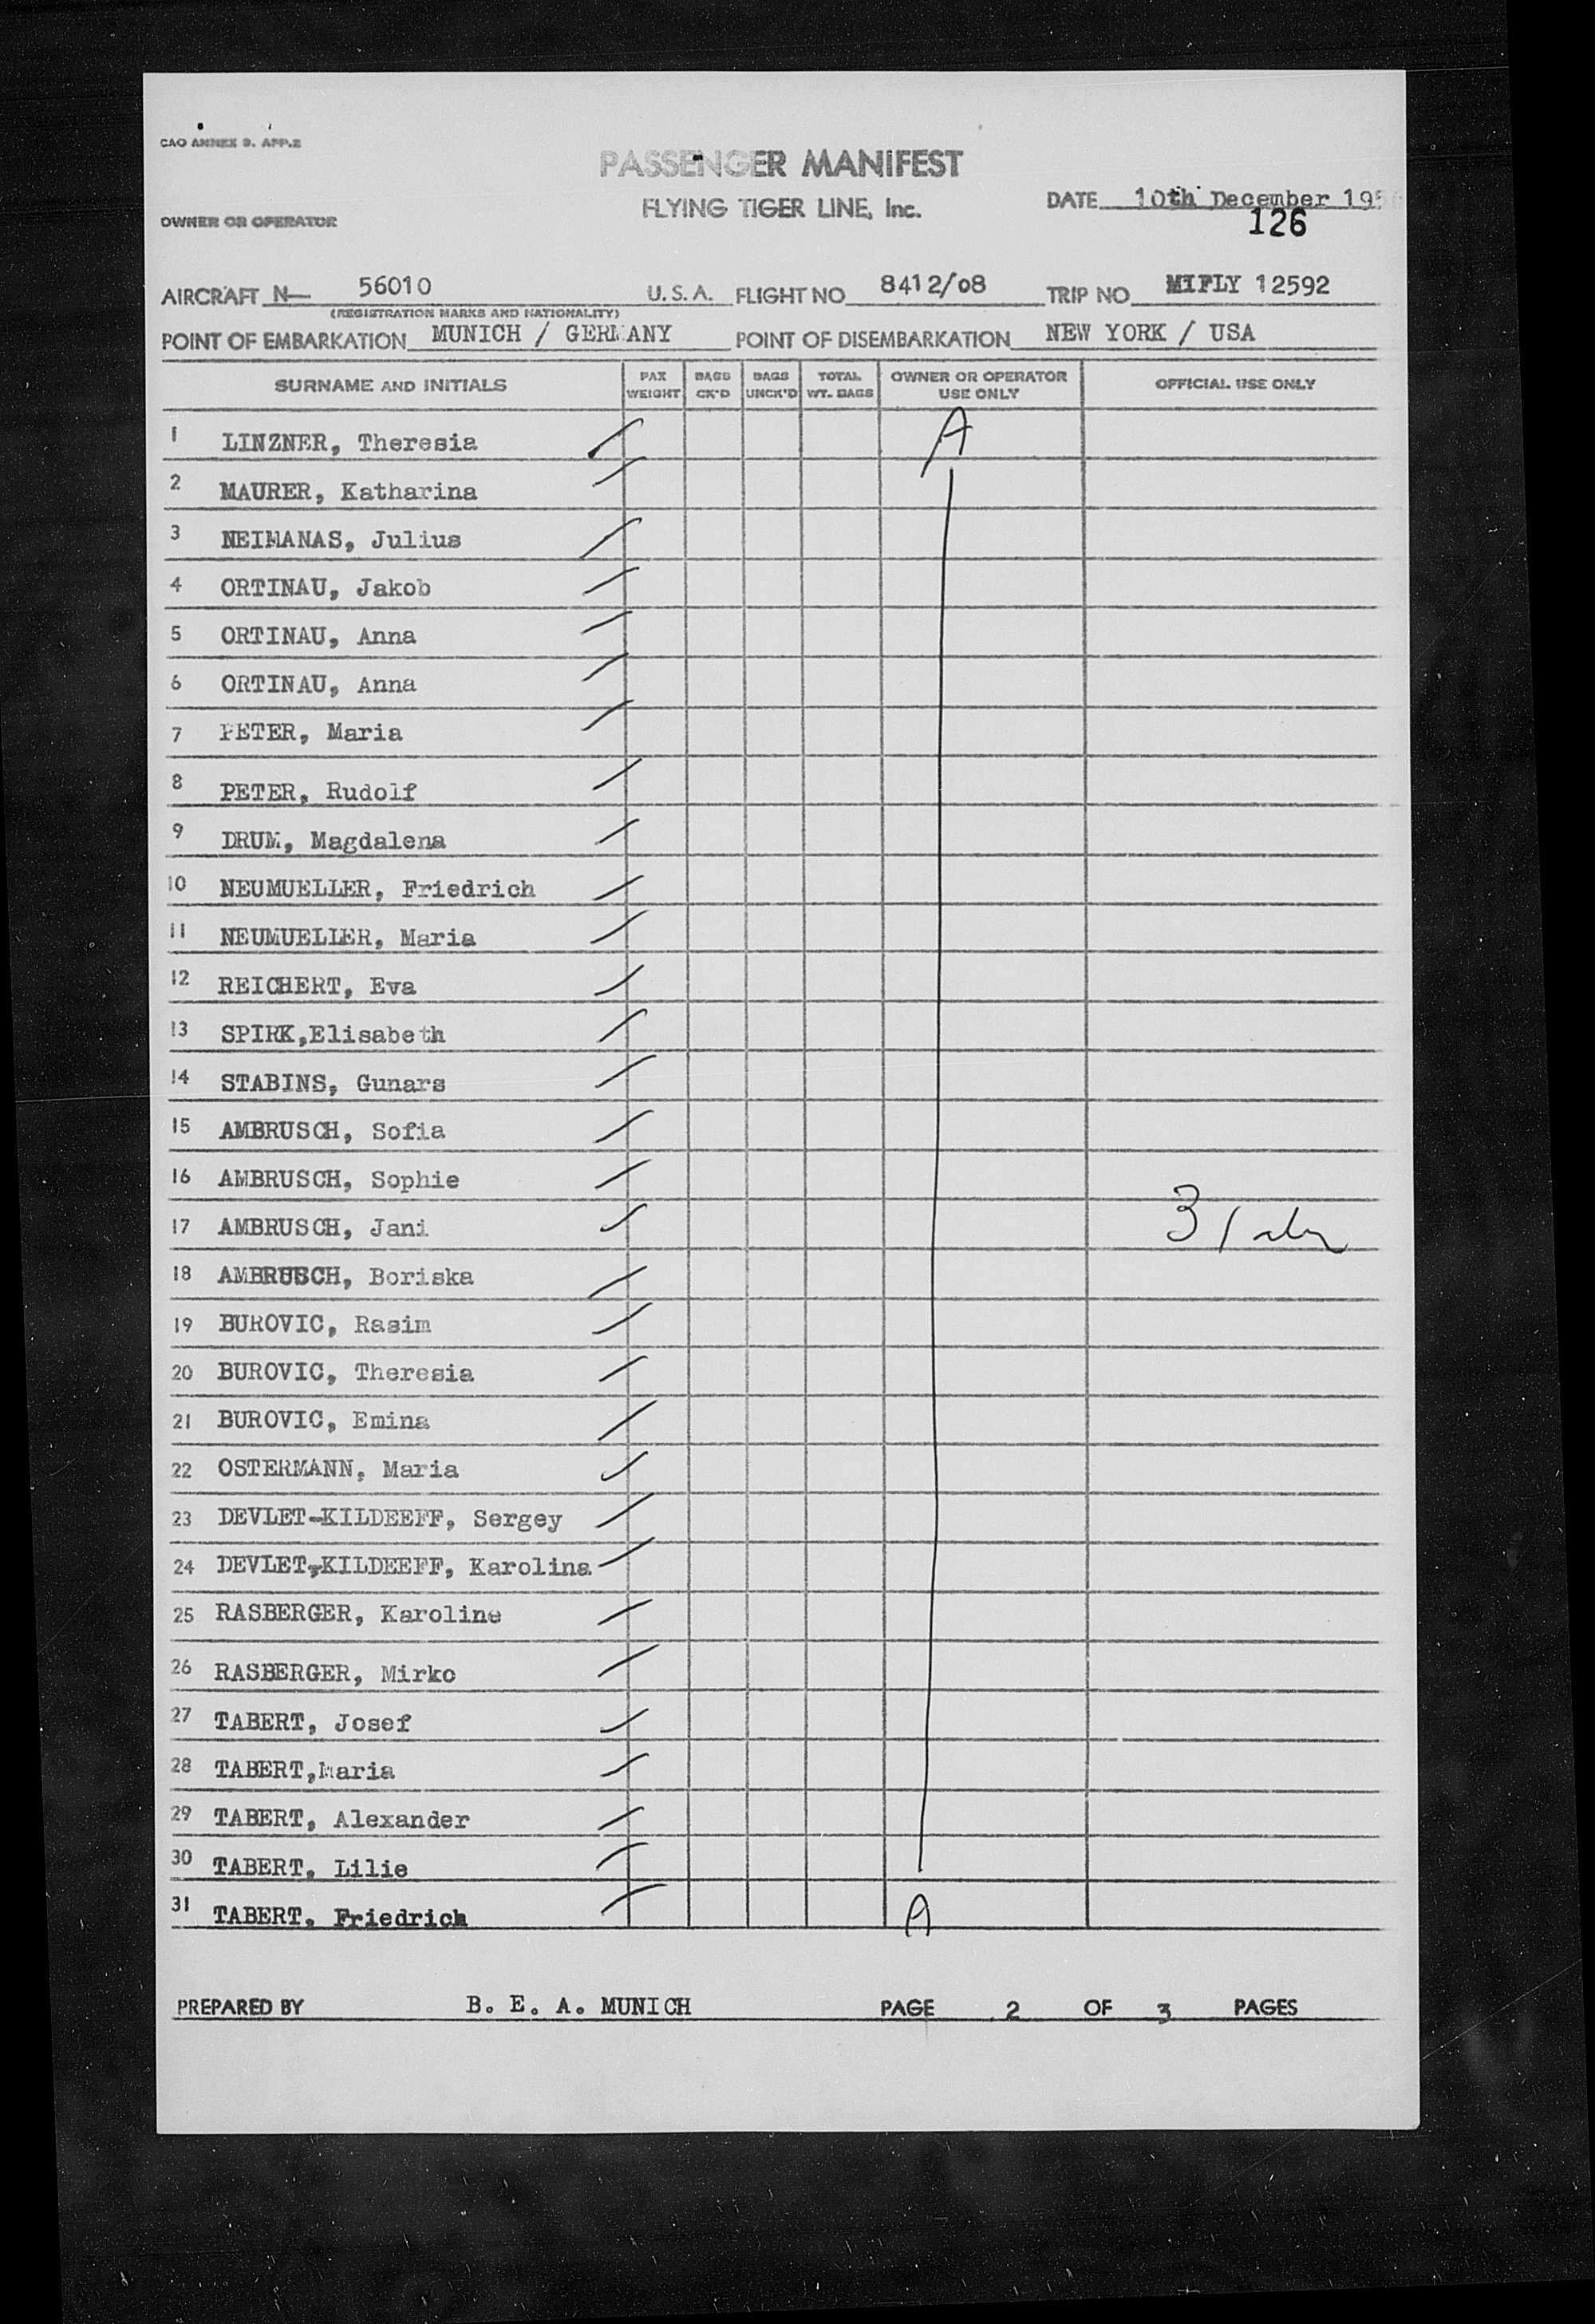 CAO ANNEX 9. APP.2
PASSENGER MANIFEST
FLYING TIGER LINE, Inc.
DATE 10th December 195
126
OWNER OR OPERATOR
AIRCRAFT N— 56010 U.S.A. FLIGHT NO 8412/08 TRIP NO MIFLY 12592
(REGISTRATION MARKS AND NATIONALITY)
POINT OF EMBARKATION MUNICH / GERMANY POINT OF DISEMBARKATION NEW YORK / USA
SURNAME AND INITIALS PAX WEIGHT BAGS CK'D BAGS UNCK'D TOTAL WT. BAGS OWNER OR OPERATOR USE ONLY OFFICIAL USE ONLY
1 LINZNER, Theresia A
2 MAURER, Katharina
3 NEIMANAS, Julius
4 ORTINAU, Jakob
5 ORTINAU, Anna
6 ORTINAU, Anna
7 PETER, Maria
8 PETER, Rudolf
9 DRUM, Magdalena
10 NEUMUELLER, Friedrich
11 NEUMUELLER, Maria
12 REICHERT, Eva
13 SPIRK,Elisabeth
14 STABINS, Gunars
15 AMBRUSCH, Sofia
16 AMBRUSCH, Sophie
17 AMBRUSCH, Jani 31
18 AMBRUSCH, Boriska
19 BUROVIC, Rasim
20 BUROVIC, Theresia
21 BUROVIC, Emina
22 OSTERMANN, Maria
23 DEVLET-KILDEEFF, Sergey
24 DEVLET-KILDEEFF, Karolina
25 RASBERGER, Karoline
26 RASBERGER, Mirko
27 TABERT, Josef
28 TABERT,Maria
29 TABERT, Alexander
30 TABERT, Lilie
31 TABERT, Friedrich A
PREPARED BY B. E. A. MUNICH PAGE 2 OF 3 PAGES